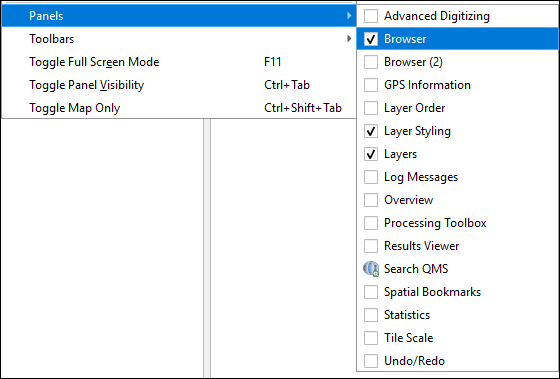 Panels
Toolbars
Toggle Full Screen Mode F11
Toggle Panel Visibility Ctrl+Tab
Toggle Map Only Ctrl+Shift+Tab
Advanced Digitizing
Browser
Browser (2)
GPS Information
Layer Order
Layer Styling
Layers
Log Messages
Overview
Processing Toolbox
Results Viewer
Search QMS
Spatial Bookmarks
Statistics
Tile Scale
Undo/Redo